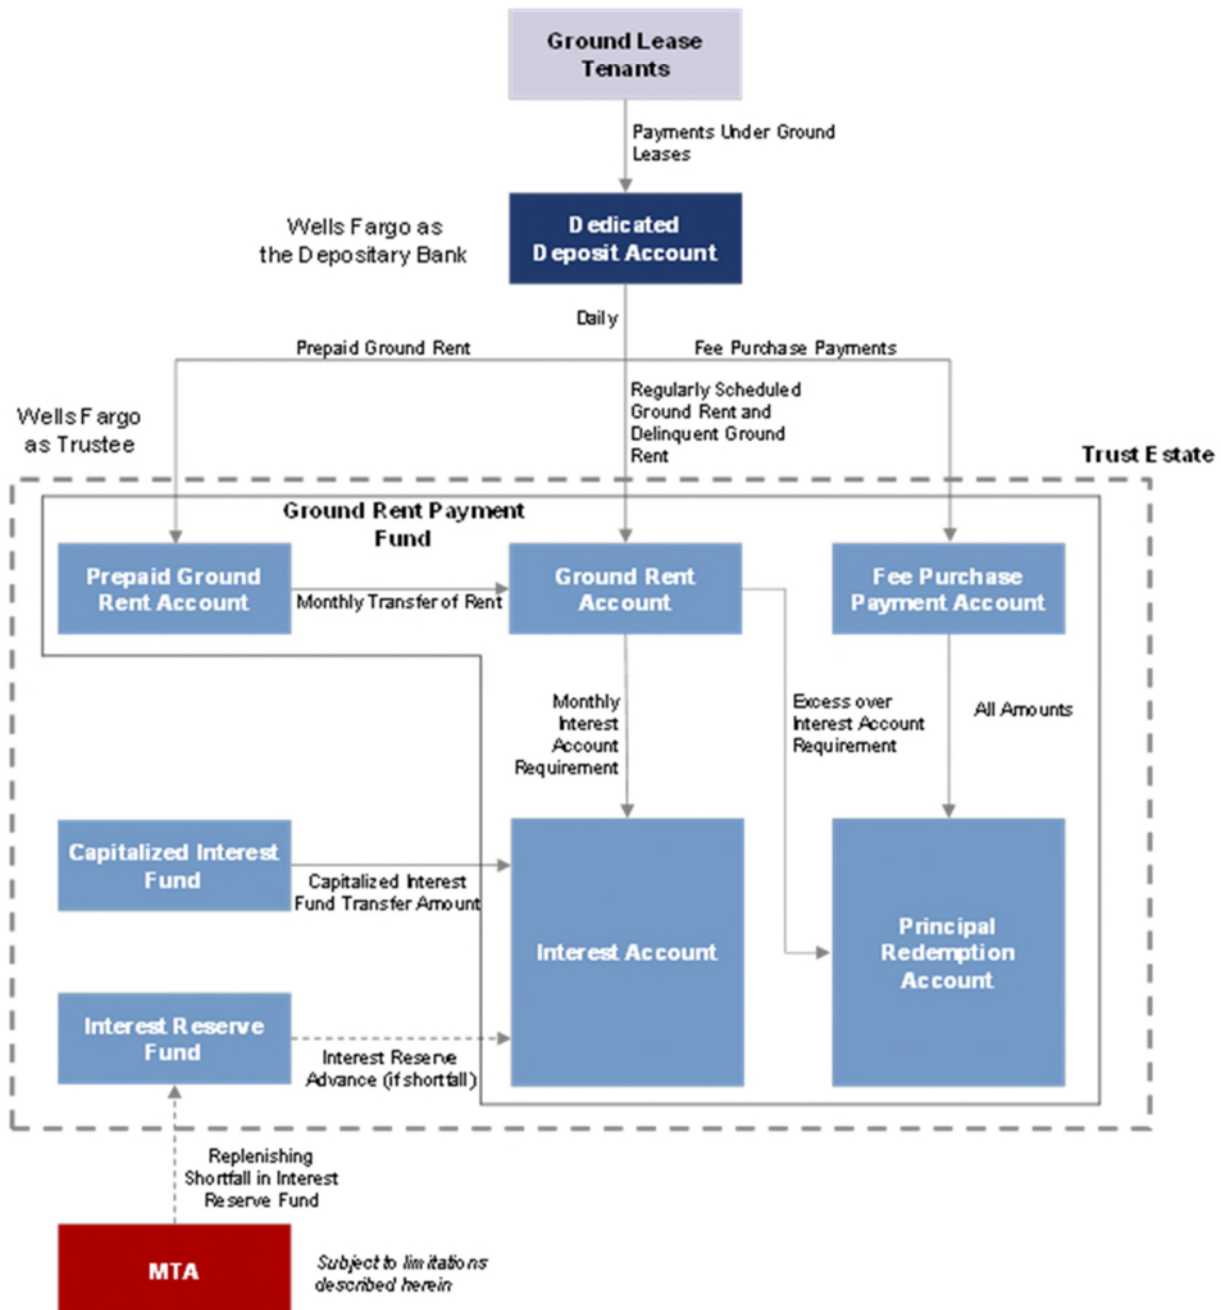 Ground Lease
Tenants
Payments Under Ground
Leases
Wells Fargo as
the Depositary Bank
Dedicated
Deposit Account
Daily
Prepaid Ground Rent
Fee Purchase Payments
Wells Fargo
as Trustee
Regularly Scheduled
Ground Rent and
Delinquent Ground
Rent
Trust Estate
Ground Rent Payment
Fund
Prepaid Ground
Rent Account
Monthly Transfer of Rent
Ground Rent
Account
Fee Purchase
Payment Account
Monthly
Interest
Account
Requirement
Excess over
Interest Account
Requirement
All Amounts
Capitalized Interest
Fund
Capitalized Interest
Fund Transfer Amount
Interest Account
Principal
Redemption
Account
Interest Reserve
Fund
Interest Reserve
Advance (if shortfall)
Replenishing
Shortfall in Interest
Reserve Fund
MTA
Subject to limitations
described herein